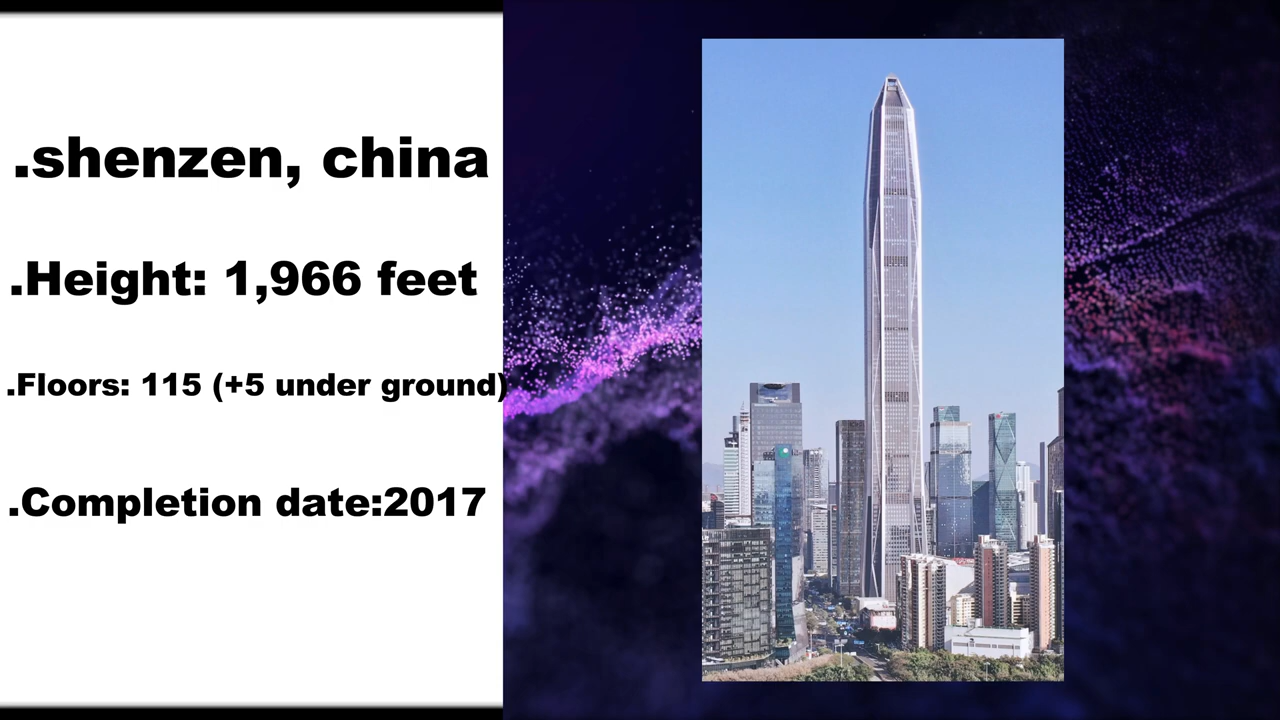 .shenzen, china
.Height: 1,966 feet
.Floors: 115 (+5 under ground)
.Completion date:2017